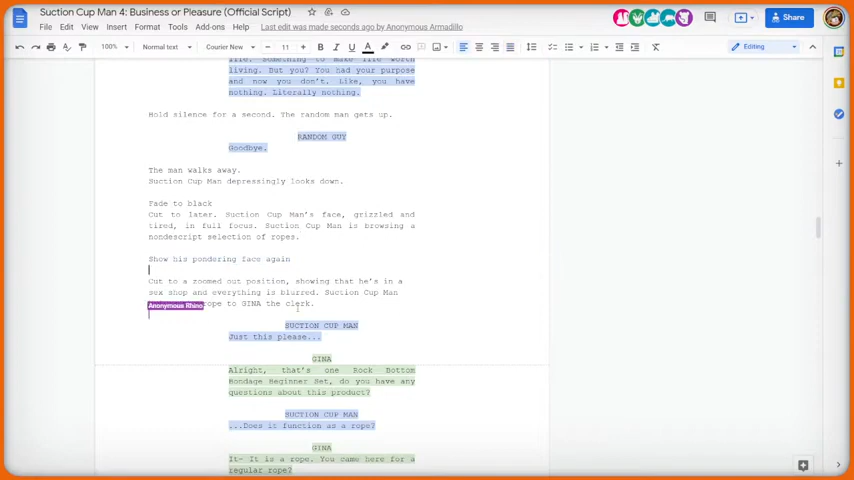 Suction Cup Man 4: Business or Pleasure (Official Script)
File Edit View Insert Format Tools Add-ons Help Last edit was made seconds ago by Anonymous Armadillo
Share
100% Normal text Courier New 11 B I U A Editing
life. Something to make life worth
living. But you? You had your purpose
and now you don't. Like, you have
nothing. Literally nothing.
Hold silence for a second. The random man gets up.
RANDOM GUY
Goodbye.
The man walks away.
Suction Cup Man depressingly looks down.
Fade to black
Cut to later. Suction Cup Man's face, grizzled and
tired, in full focus. Suction Cup Man is browsing a
nondescript selection of ropes.
Show his pondering face again
Cut to a zoomed out position, showing that he's in a
sex shop and everything is blurred. Suction Cup Man
Anonymous Rhino rope to GINA the clerk.
SUCTION CUP MAN
Just this please...
GINA
Alright, that's one Rock Bottom
Bondage Beginner Set, do you have any
questions about this product?
SUCTION CUP MAN
...Does it function as a rope?
GINA
It- It is a rope. You came here for a
regular rope?